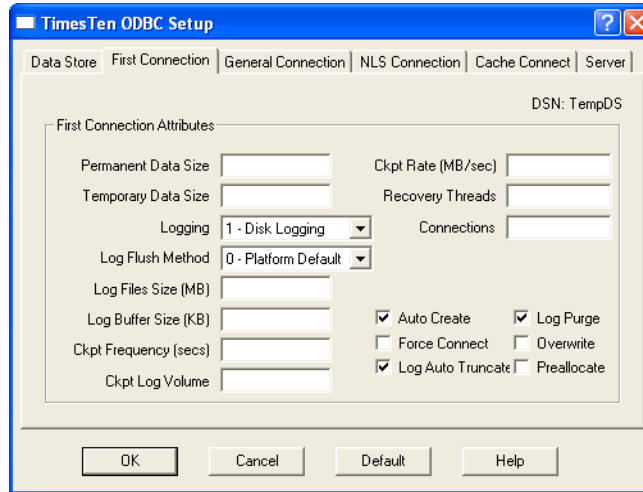 TimesTen ODBC Setup
Data Store First Connection General Connection NLS Connection Cache Connect Server
DSN: TempDS
First Connection Attributes
Permanent Data Size Ckpt Rate (MB/sec)
Temporary Data Size Recovery Threads
Logging 1 - Disk Logging Connections
Log Flush Method 0 - Platform Default
Log Files Size (MB)
Log Buffer Size (KB) Auto Create Log Purge
Ckpt Frequency (secs) Force Connect Overwrite
Ckpt Log Volume Log Auto Truncate Preallocate
OK Cancel Default Help